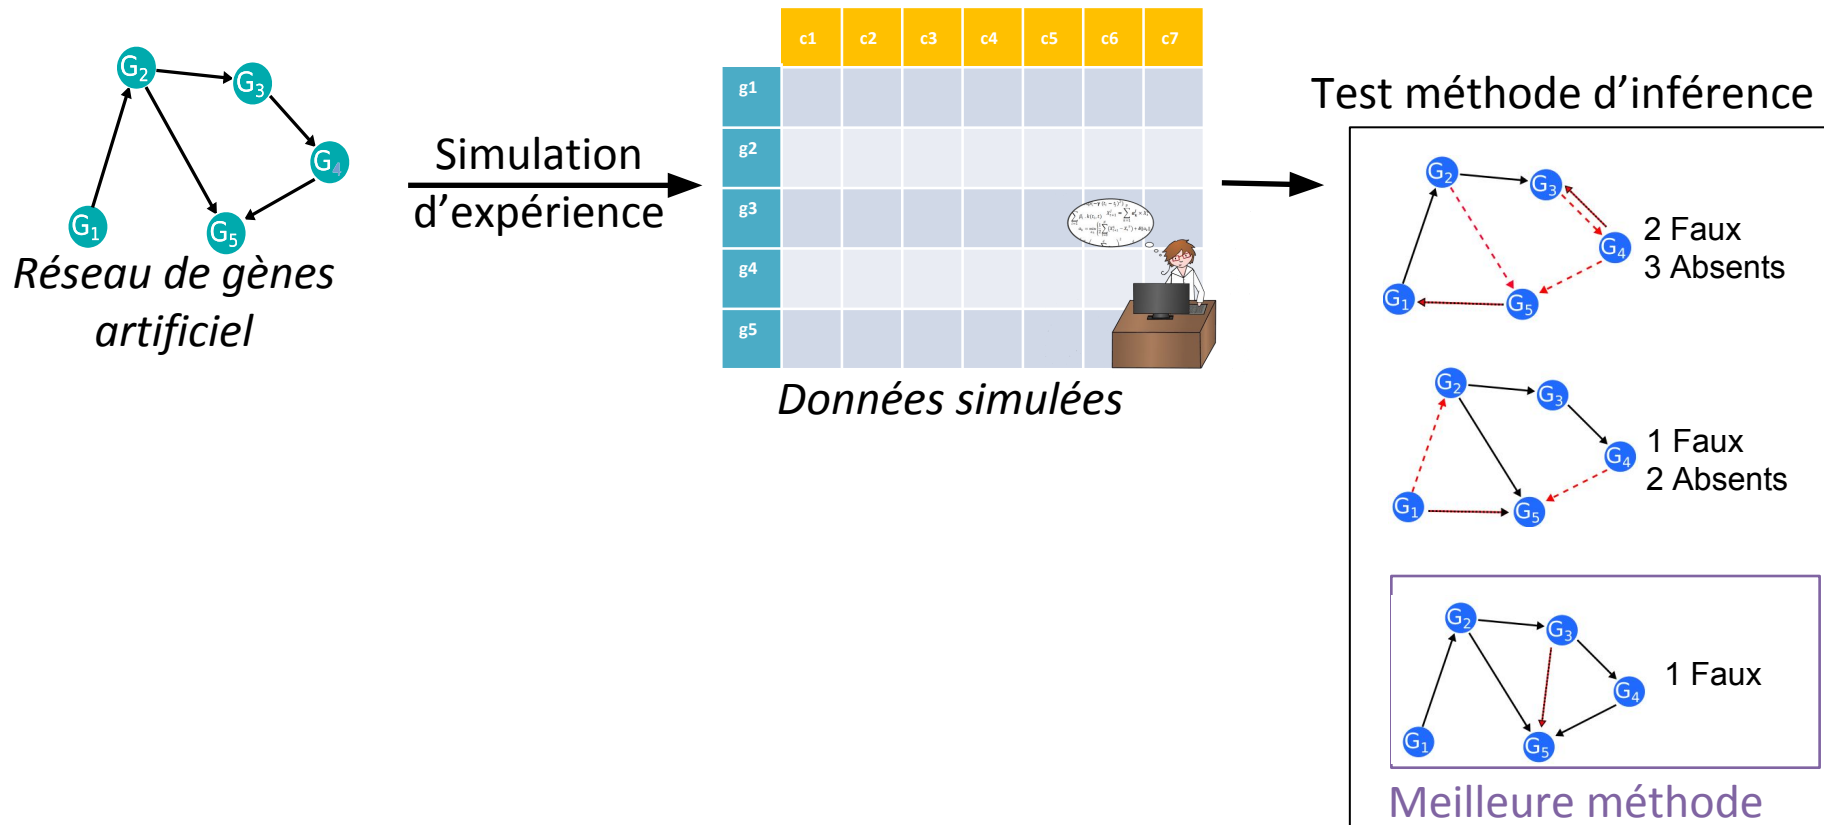 G1
G2
G3
G4
G5
Réseau de gènes
artificiel
Simulation
d'expérience
c1 c2 c3 c4 c5 c6 c7
g1
g2
g3
g4
g5
Données simulées
Test méthode d'inférence
G2
G3
G4
G1
G5
2 Faux
3 Absents
G2
G3
G4
G1
G5
1 Faux
2 Absents
G2
G3
G4
G1
G5
1 Faux
Meilleure méthode